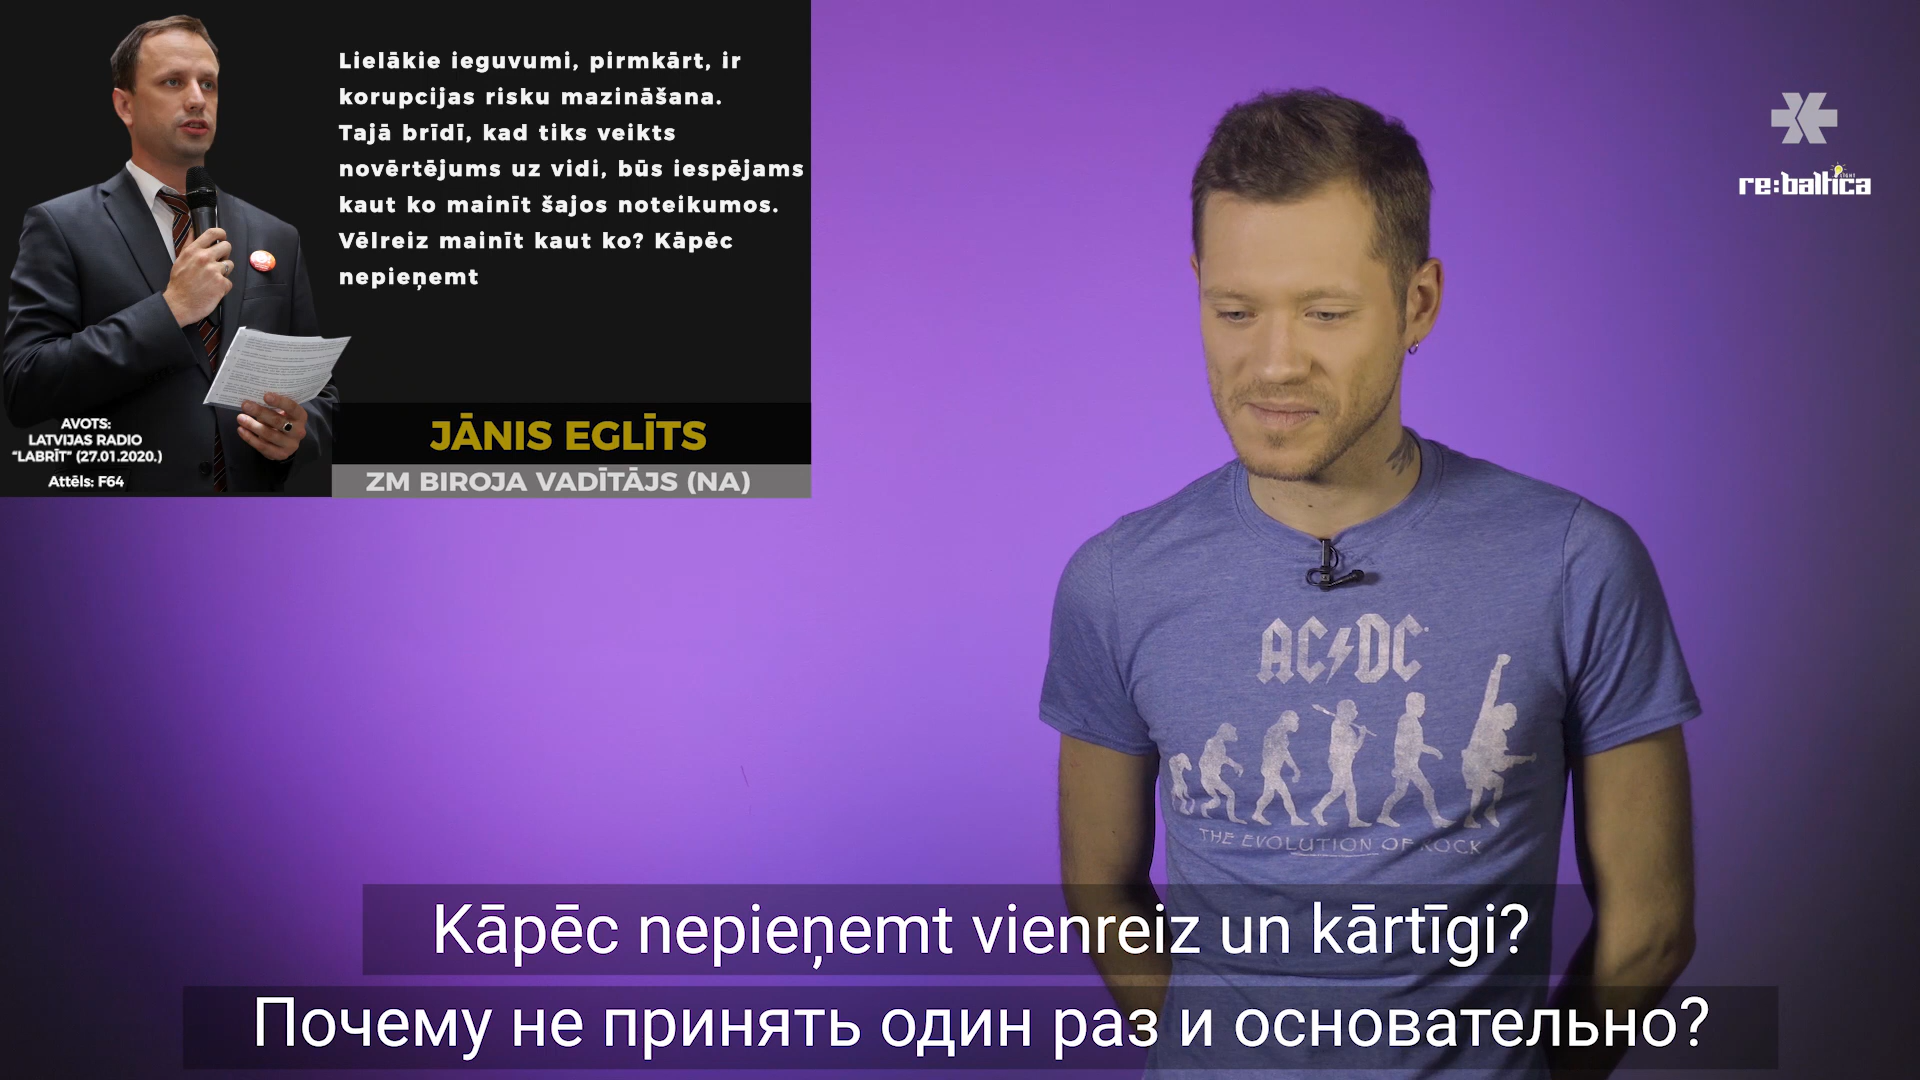 Lielākie ieguvumi, pirmkārt, ir
korupcijas risku mazināšana.
Tajā brīdī, kad tiks veikts
novērtējums uz vidi, būs iespējams
kaut ko mainīt šajos noteikumos.
Vēlreiz mainīt kaut ko? Kāpēc
nepieņemt
AVOTS:
LATVIJAS RADIO
“LABRĪT” (27.01.2020.)
Attēls: F64
JĀNIS EGLĪTS
ZM BIROJA VADĪTĀJS (NA)
re:baltica
AC⚡DC
THE EVOLUTION OF ROCK
Kāpēc nepieņemt vienreiz un kārtīgi?
Почему не принять один раз и основательно?